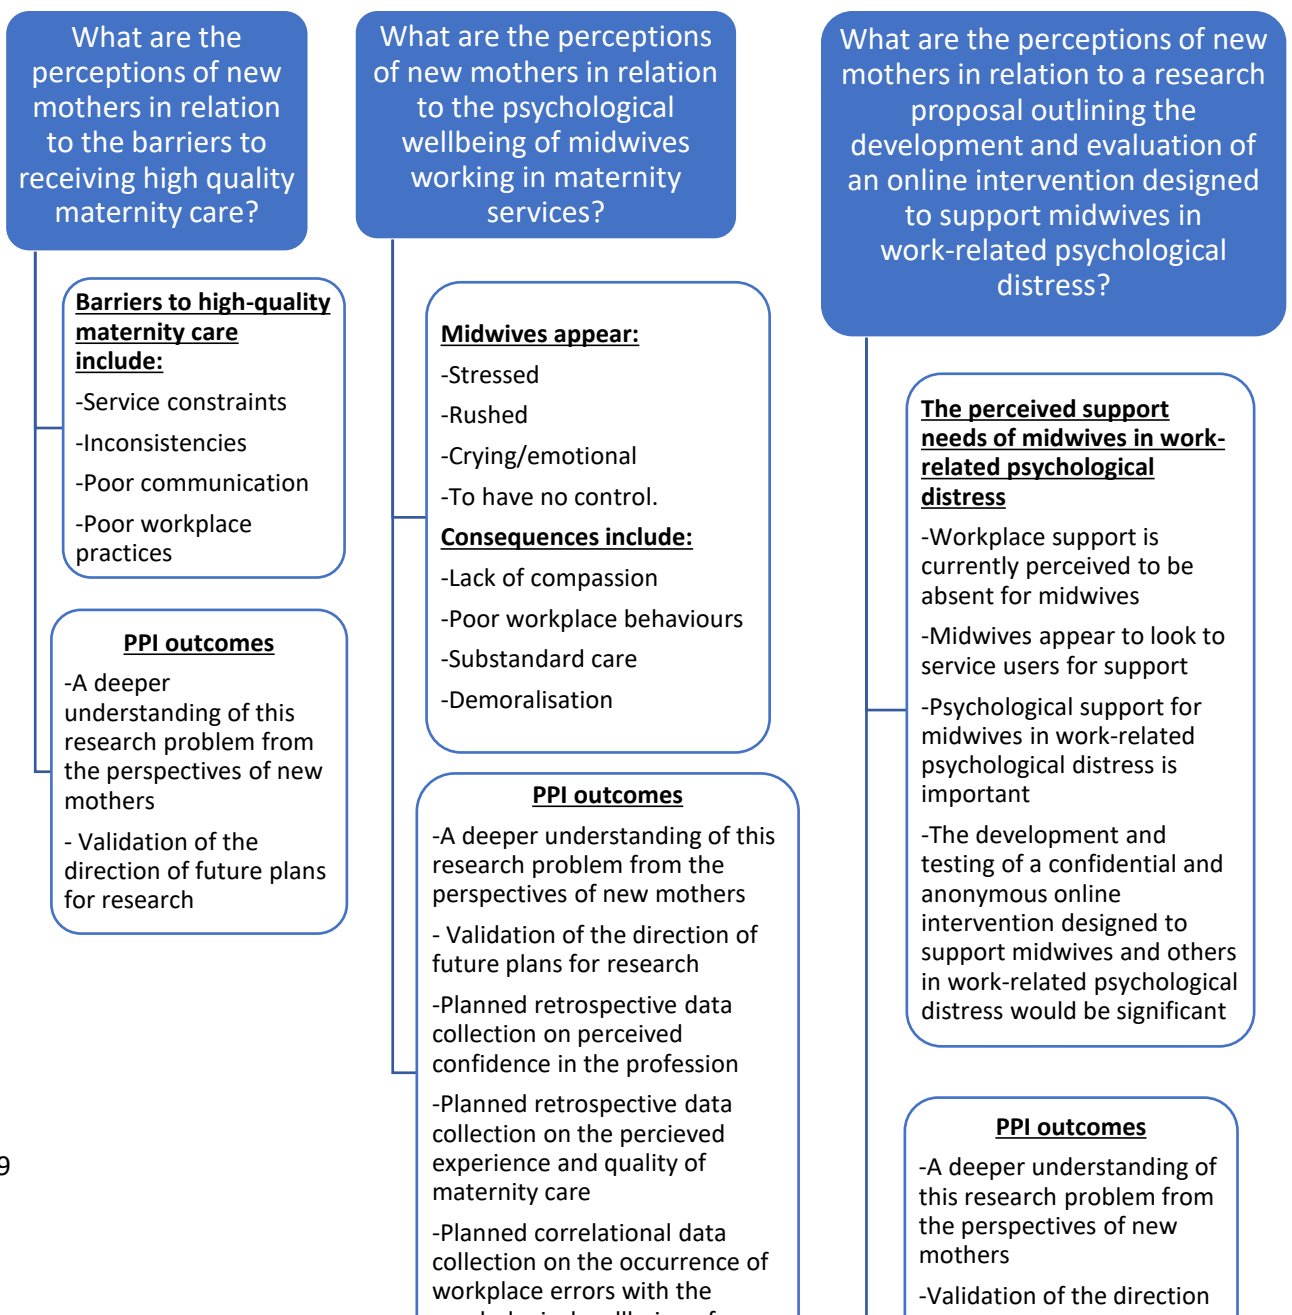 What are the
perceptions of new
mothers in relation
to the barriers to
receiving high quality
maternity care?
Barriers to high-quality
maternity care
include:
-Service constraints
-Inconsistencies
-Poor communication
-Poor workplace
practices
PPI outcomes
-A deeper
understanding of this
research problem from
the perspectives of new
mothers
- Validation of the
direction of future plans
for research
What are the perceptions
of new mothers in relation
to the psychological
wellbeing of midwives
working in maternity
services?
Midwives appear:
-Stressed
-Rushed
-Crying/emotional
-To have no control.
Consequences include:
-Lack of compassion
-Poor workplace behaviours
-Substandard care
-Demoralisation
PPI outcomes
-A deeper understanding of this
research problem from the
perspectives of new mothers
- Validation of the direction of
future plans for research
-Planned retrospective data
collection on perceived
confidence in the profession
-Planned retrospective data
collection on the percieved
experience and quality of
maternity care
-Planned correlational data
collection on the occurrence of
workplace errors with the
What are the perceptions of new
mothers in relation to a research
proposal outlining the
development and evaluation of
an online intervention designed
to support midwives in
work-related psychological
distress?
The perceived support
needs of midwives in work-
related psychological
distress
-Workplace support is
currently perceived to be
absent for midwives
-Midwives appear to look to
service users for support
-Psychological support for
midwives in work-related
psychological distress is
important
-The development and
testing of a confidential and
anonymous online
intervention designed to
support midwives and others
in work-related psychological
distress would be significant
PPI outcomes
-A deeper understanding of
this research problem from
the perspectives of new
mothers
-Validation of the direction
9